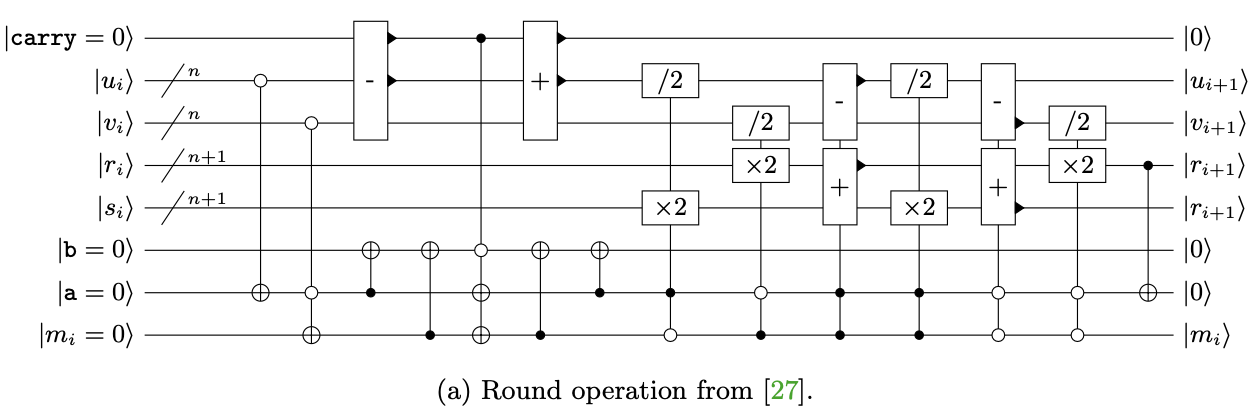 |carry = 0⟩ - + |0⟩
|u_i⟩ n /2 - /2 - |u_{i+1}⟩
|v_i⟩ n /2 /2 |v_{i+1}⟩
|r_i⟩ n+1 ×2 + + ×2 |r_{i+1}⟩
|s_i⟩ n+1 ×2 ×2 |r_{i+1}⟩
|b = 0⟩ |0⟩
|a = 0⟩ |0⟩
|m_i = 0⟩ |m_i⟩
(a) Round operation from [27].